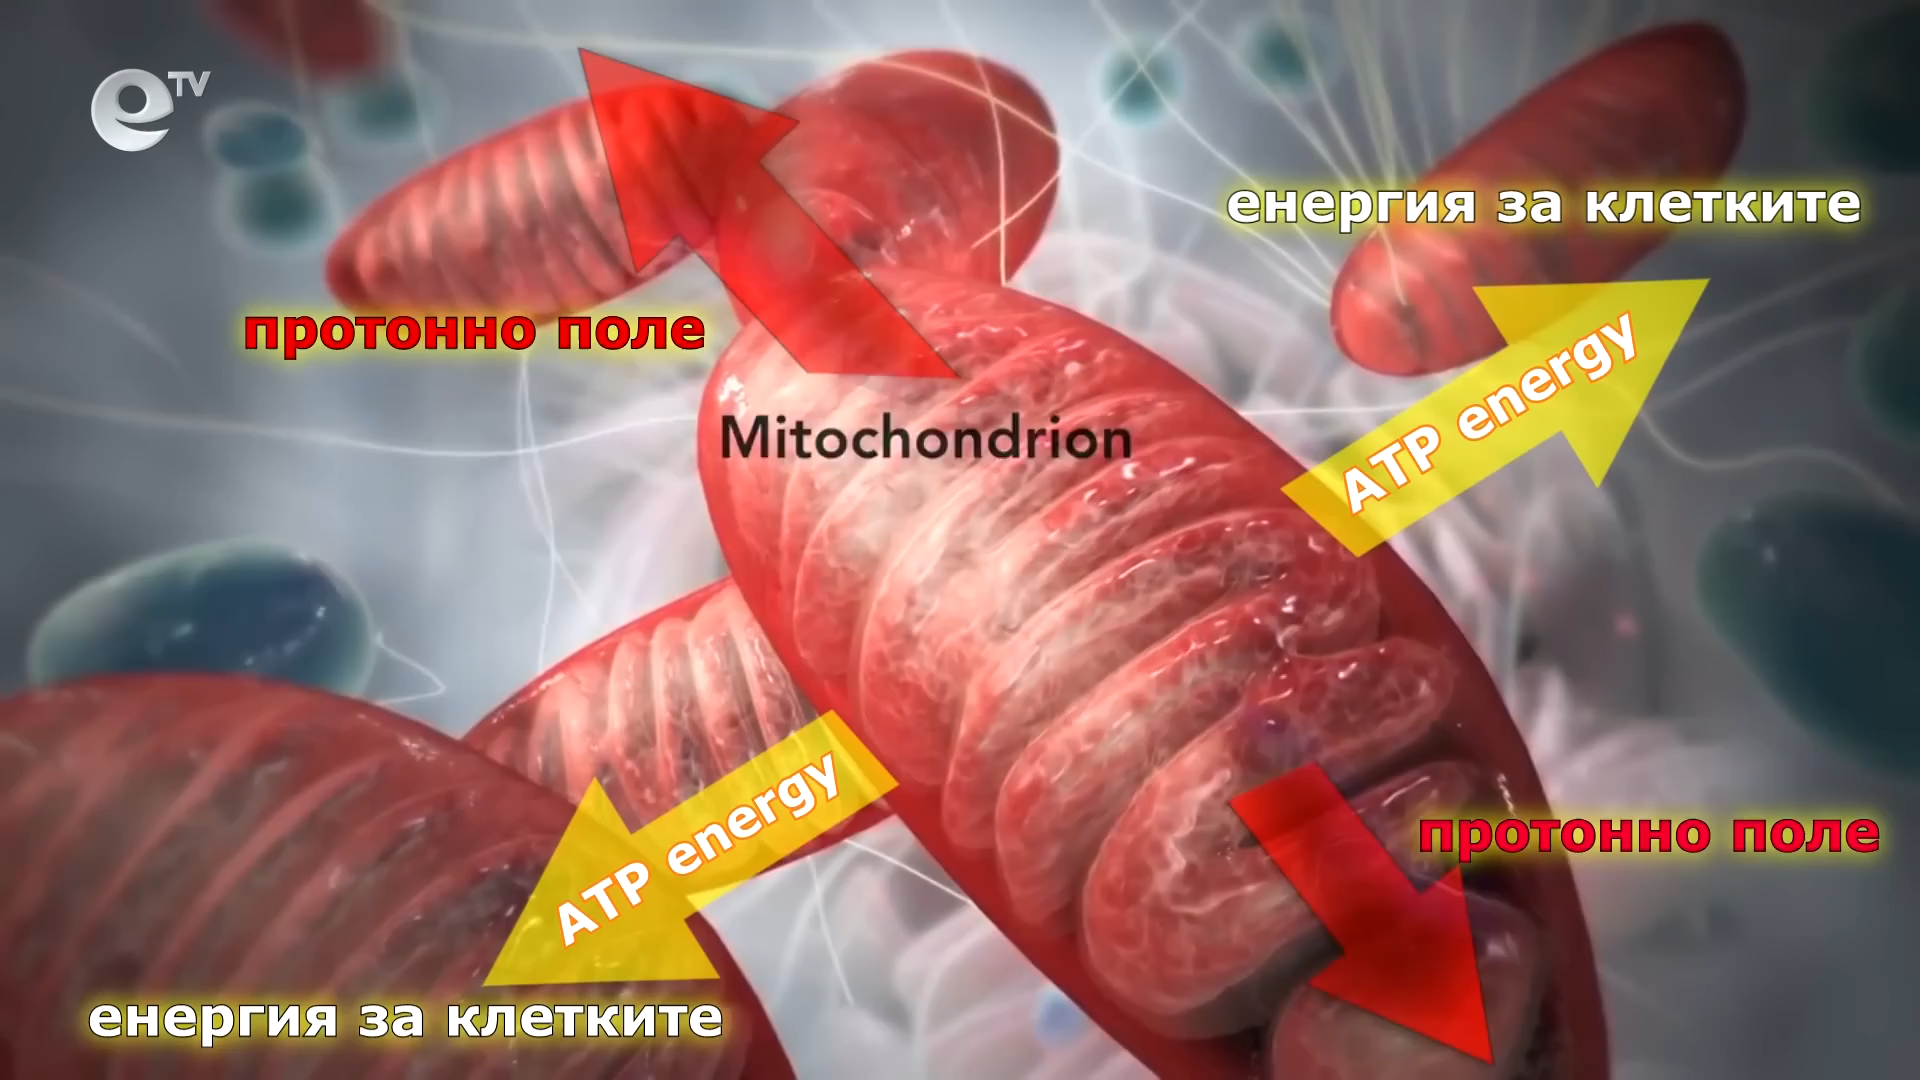 eTV
енергия за клетките
протонно поле
ATP energy
Mitochondrion
ATP energy
протонно поле
енергия за клетките